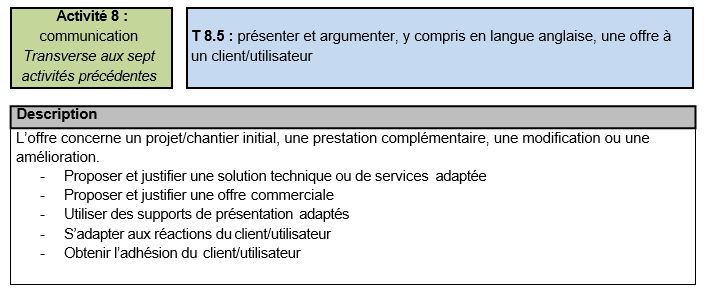 Activité 8 :
communication
Transverse aux sept
activités précédentes
T 8.5 : présenter et argumenter, y compris en langue anglaise, une offre à
un client/utilisateur
Description
L'offre concerne un projet/chantier initial, une prestation complémentaire, une modification ou une
amélioration.
- Proposer et justifier une solution technique ou de services adaptée
- Proposer et justifier une offre commerciale
- Utiliser des supports de présentation adaptés
- S'adapter aux réactions du client/utilisateur
- Obtenir l'adhésion du client/utilisateur